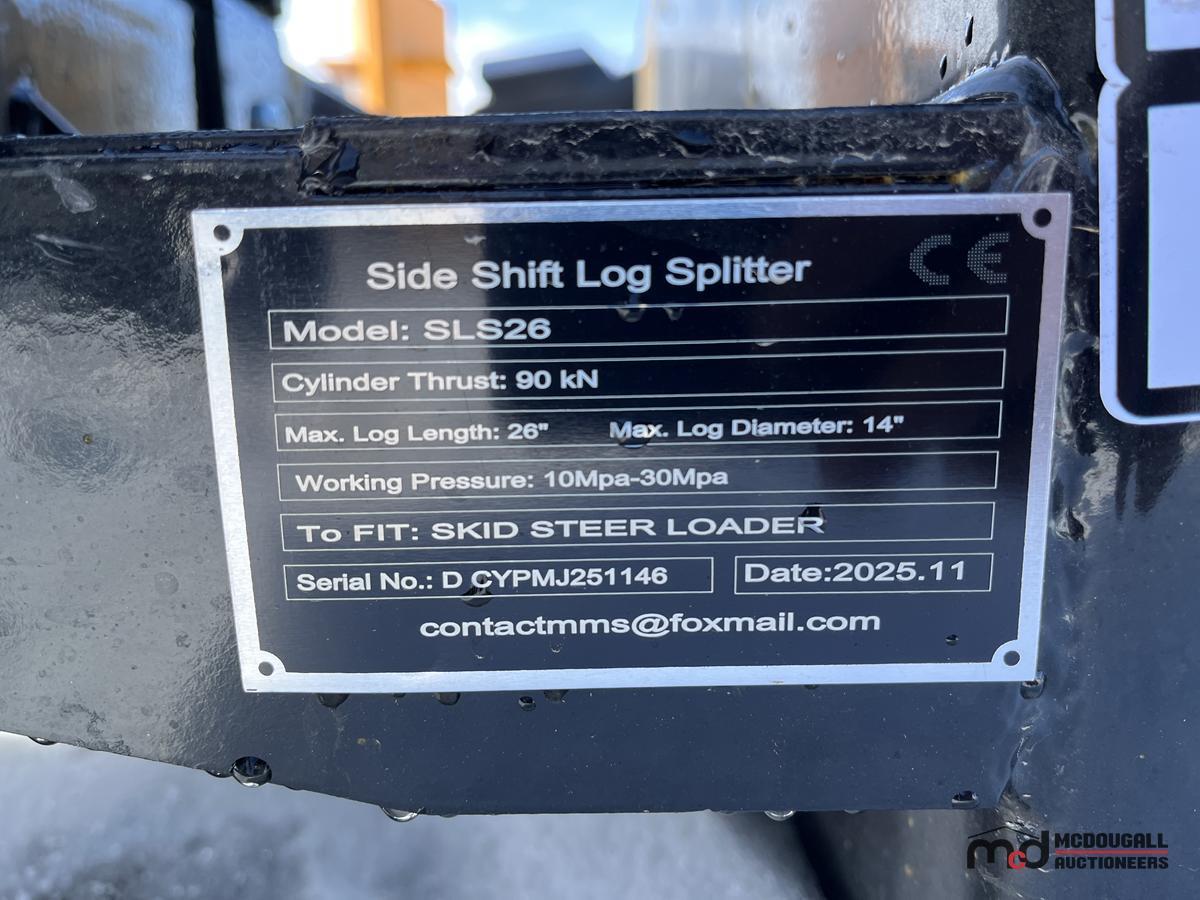 Side Shift Log Splitter CE
Model: SLS26
Cylinder Thrust: 90 kN
Max. Log Length: 26" Max. Log Diameter: 14"
Working Pressure: 10Mpa-30Mpa
To FIT: SKID STEER LOADER
Serial No.: D CYPMJ251146 Date:2025.11
contactmms@foxmail.com
mcd MCDOUGALL
AUCTIONEERS